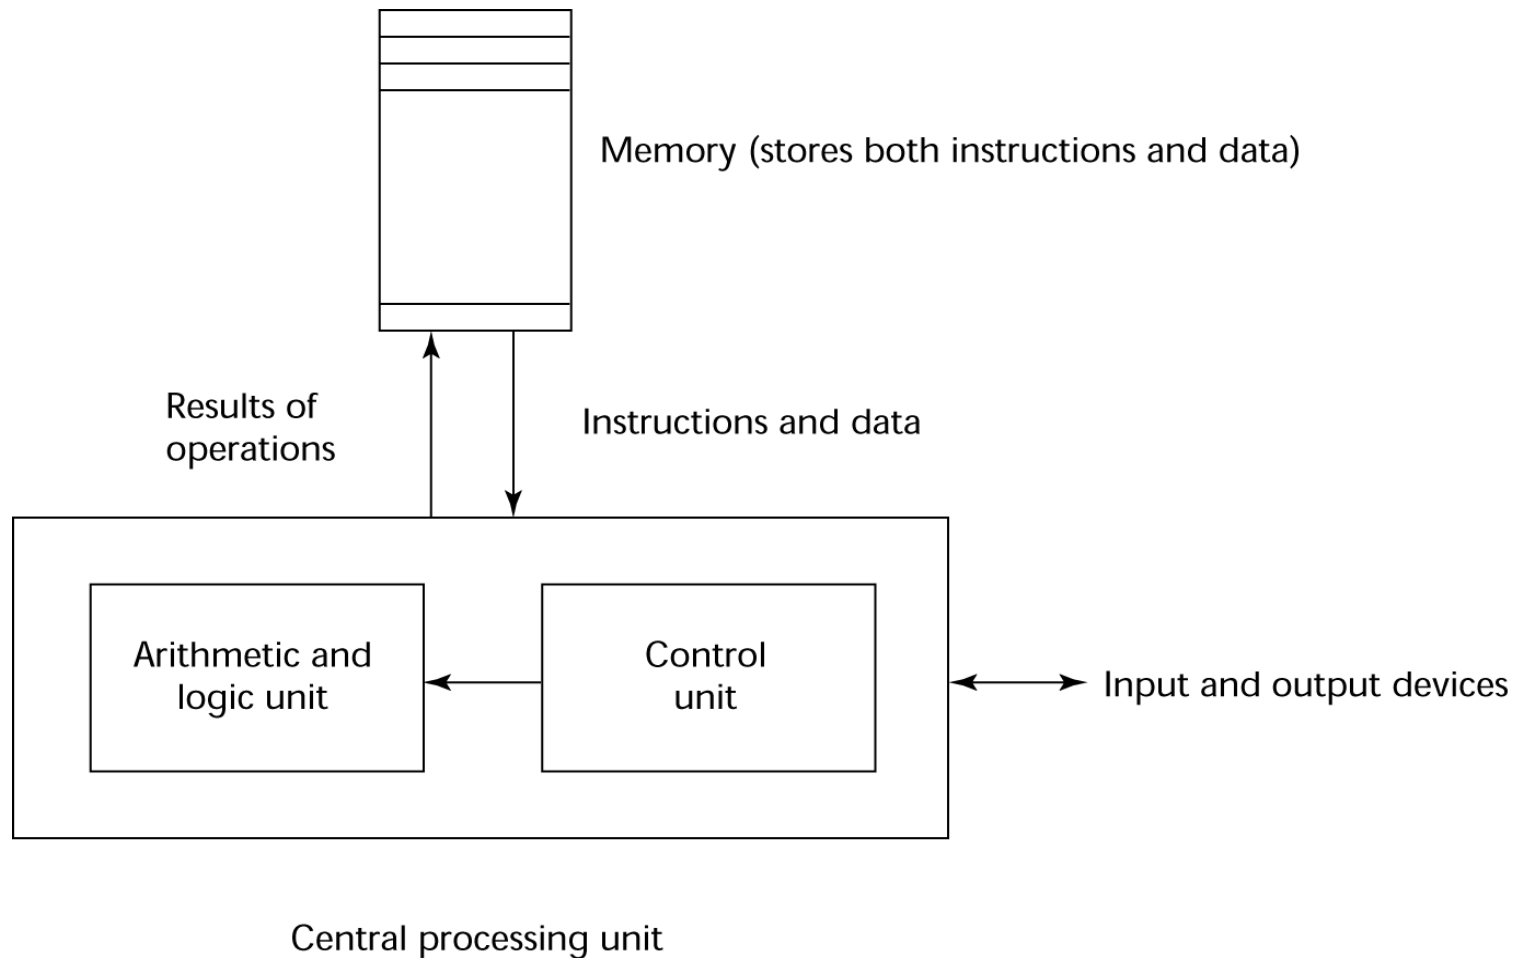 Memory (stores both instructions and data)
Results of
operations
Instructions and data
Arithmetic and
logic unit
Control
unit
Input and output devices
Central processing unit